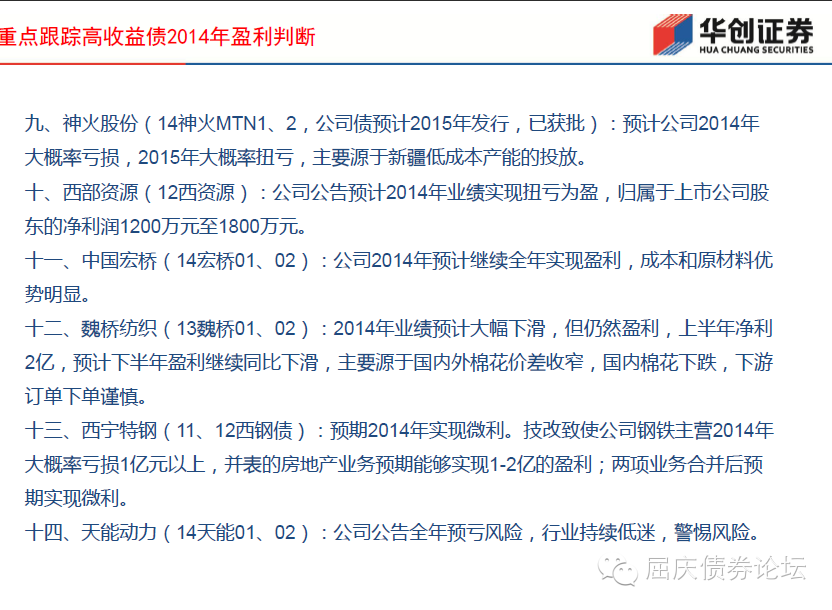 重点跟踪高收益债2014年盈利判断
华创证券
HUA CHUANG SECURITIES
九、神火股份（14神火MTN1、2，公司债预计2015年发行，已获批）：预计公司2014年
大概率亏损，2015年大概率扭亏，主要源于新疆低成本产能的投放。
十、西部资源（12西资源）：公司公告预计2014年业绩实现扭亏为盈，归属于上市公司股
东的净利润1200万元至1800万元。
十一、中国宏桥（14宏桥01、02）：公司2014年预计继续全年实现盈利，成本和原材料优
势明显。
十二、魏桥纺织（13魏桥01、02）：2014年业绩预计大幅下滑，但仍然盈利，上半年净利
2亿，预计下半年盈利继续同比下滑，主要源于国内外棉花价差收窄，国内棉花下跌，下游
订单下单谨慎。
十三、西宁特钢（11、12西钢债）：预期2014年实现微利。技改致使公司钢铁主营2014年
大概率亏损1亿元以上，并表的房地产业务预期能够实现1-2亿的盈利；两项业务合并后预
期实现微利。
十四、天能动力（14天能01、02）：公司公告全年预亏风险，行业持续低迷，警惕风险。
屈庆债券论坛